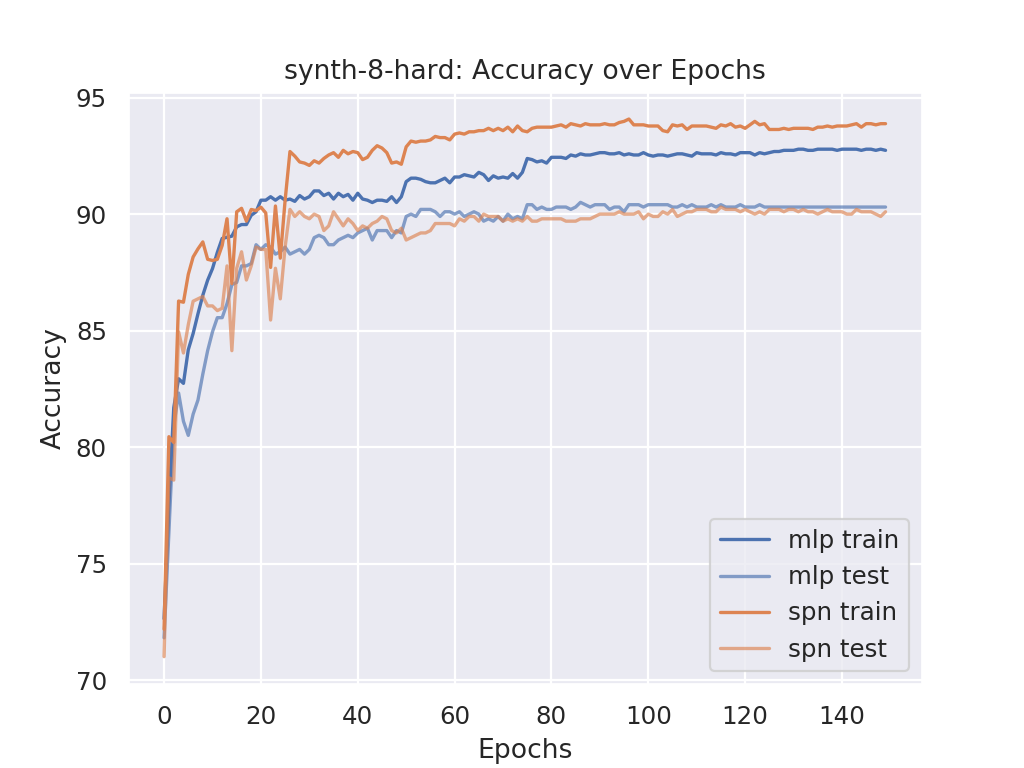 synth-8-hard: Accuracy over Epochs
95
90
85
80
75
70
Accuracy
0 20 40 60 80 100 120 140
Epochs
mlp train
mlp test
spn train
spn test